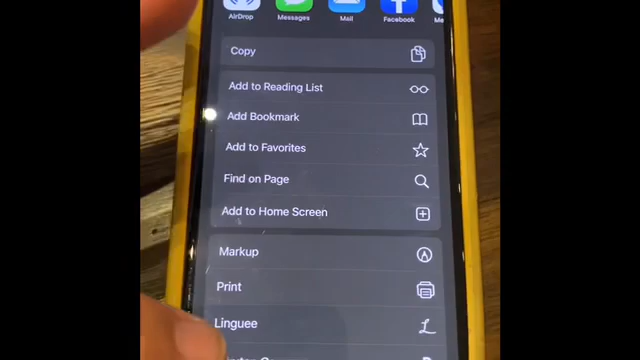 AirDrop
Messages
Mail
Facebook
Copy
Add to Reading List
Add Bookmark
Add to Favorites
Find on Page
Add to Home Screen
Markup
Print
Linguee